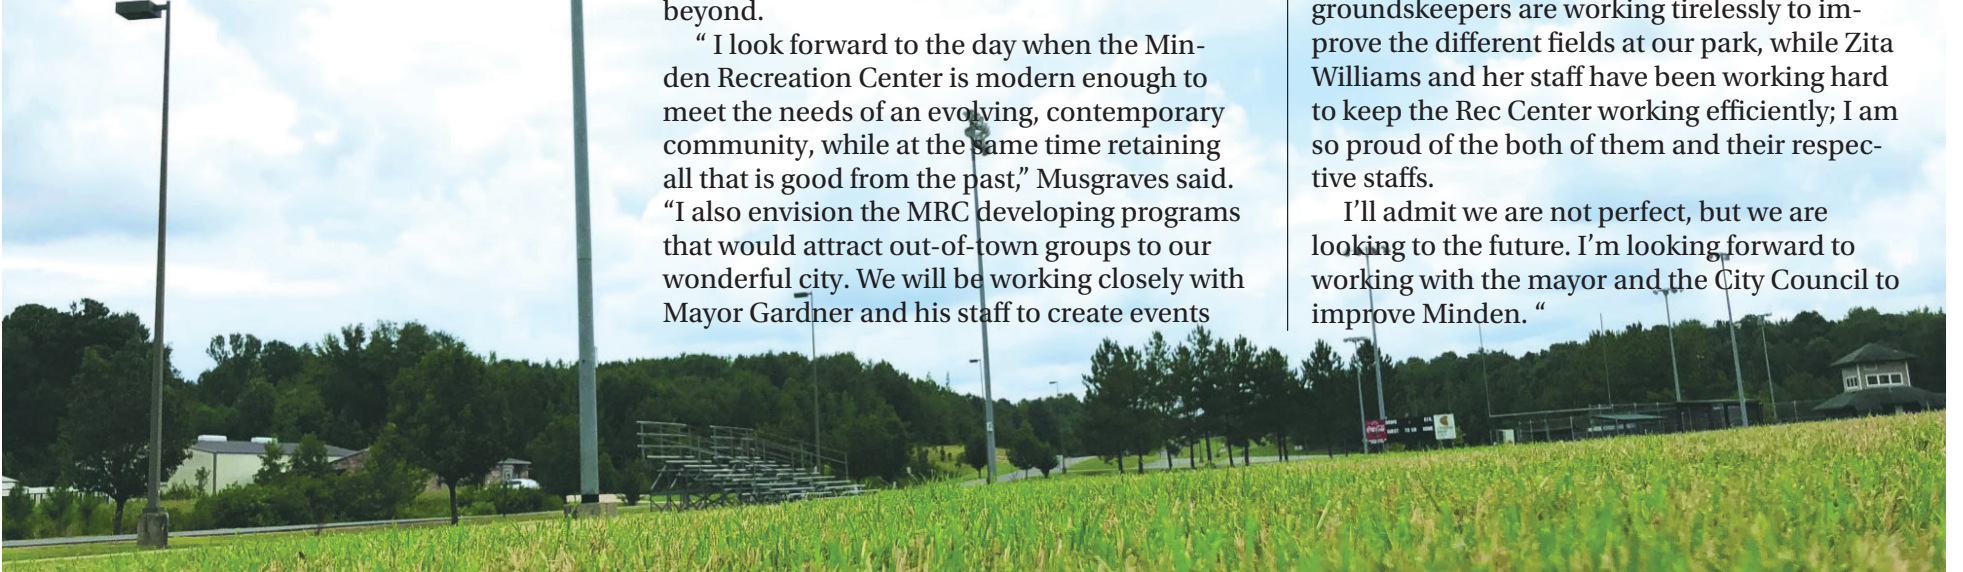 beyond.
“ I look forward to the day when the Min-
den Recreation Center is modern enough to
meet the needs of an evolving, contemporary
community, while at the same time retaining
all that is good from the past,” Musgraves said.
“I also envision the MRC developing programs
that would attract out-of-town groups to our
wonderful city. We will be working closely with
Mayor Gardner and his staff to create events
groundskeepers are working tirelessly to im-
prove the different fields at our park, while Zita
Williams and her staff have been working hard
to keep the Rec Center working efficiently; I am
so proud of the both of them and their respec-
tive staffs.
I’ll admit we are not perfect, but we are
looking to the future. I’m looking forward to
working with the mayor and the City Council to
improve Minden. “